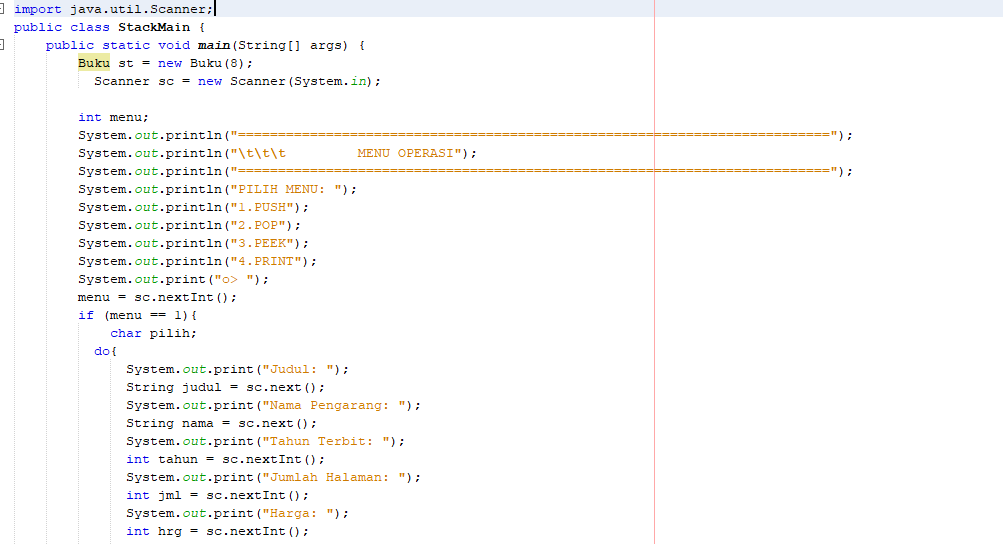 import java.util.Scanner;
public class StackMain {
public static void main(String[] args) {
Buku st = new Buku(8);
Scanner sc = new Scanner(System.in);
int menu;
System.out.println("==========================================================================");
System.out.println("\t\t\t         MENU OPERASI");
System.out.println("==========================================================================");
System.out.println("PILIH MENU: ");
System.out.println("1.PUSH");
System.out.println("2.POP");
System.out.println("3.PEEK");
System.out.println("4.PRINT");
System.out.print("o> ");
menu = sc.nextInt();
if (menu == 1){
char pilih;
do{
System.out.print("Judul: ");
String judul = sc.next();
System.out.print("Nama Pengarang: ");
String nama = sc.next();
System.out.print("Tahun Terbit: ");
int tahun = sc.nextInt();
System.out.print("Jumlah Halaman: ");
int jml = sc.nextInt();
System.out.print("Harga: ");
int hrg = sc.nextInt();